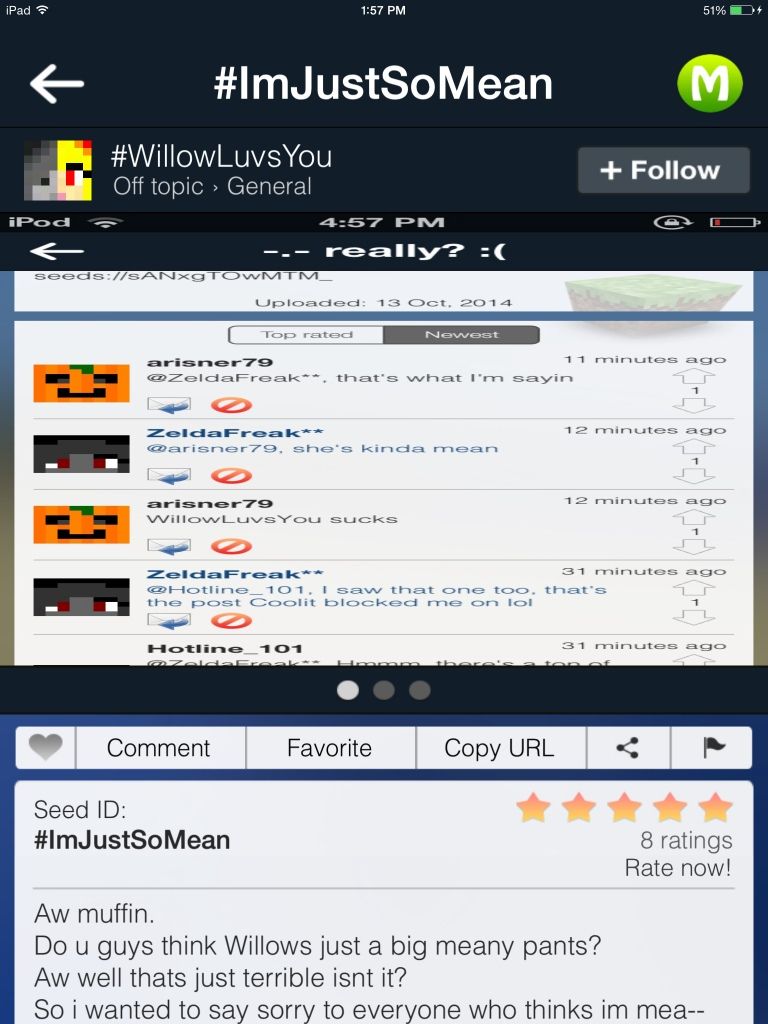 iPad 1:57 PM 51%
#ImJustSoMean M
#WillowLuvsYou
Off topic › General
+ Follow
iPod 4:57 PM
-.- really? :(
seeds://sANxgTOwMTM_
Uploaded: 13 Oct, 2014
Top rated Newest
arisner79 11 minutes ago
@ZeldaFreak**, that's what I'm sayin
1
ZeldaFreak** 12 minutes ago
@arisner79, she's kinda mean
1
arisner79 12 minutes ago
WillowLuvsYou sucks
1
ZeldaFreak** 31 minutes ago
@Hotline_101, I saw that one too, that's
the post Coolit blocked me on lol
1
Hotline_101 31 minutes ago
@ZeldaFreak** Hmmm, there's a ton of
Comment Favorite Copy URL
Seed ID:
#ImJustSoMean
8 ratings
Rate now!
Aw muffin.
Do u guys think Willows just a big meany pants?
Aw well thats just terrible isnt it?
So i wanted to say sorry to everyone who thinks im mea--